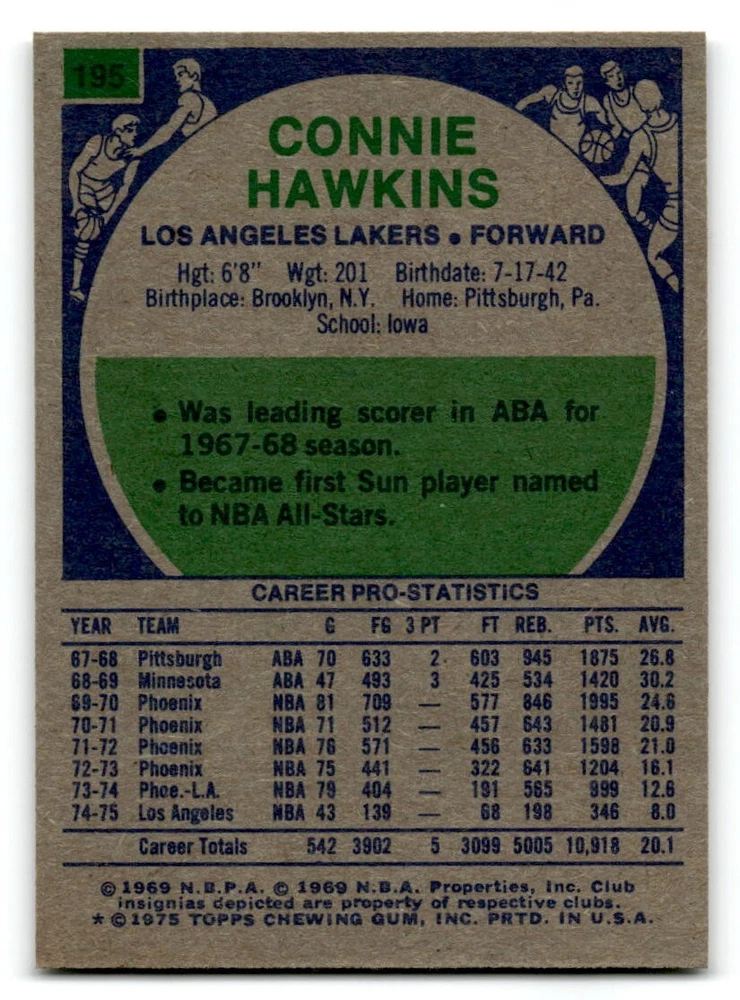 195
CONNIE
HAWKINS
LOS ANGELES LAKERS • FORWARD
Hgt: 6'8" Wgt: 201 Birthdate: 7-17-42
Birthplace: Brooklyn, N.Y. Home: Pittsburgh, Pa.
School: Iowa
• Was leading scorer in ABA for
1967-68 season.
• Became first Sun player named
to NBA All-Stars.
CAREER PRO-STATISTICS
YEAR TEAM G FG 3 PT FT REB. PTS. AVG.
67-68 Pittsburgh ABA 70 633 2 603 945 1875 26.8
68-69 Minnesota ABA 47 493 3 425 534 1420 30.2
69-70 Phoenix NBA 81 709 — 577 846 1995 24.6
70-71 Phoenix NBA 71 512 — 457 643 1481 20.9
71-72 Phoenix NBA 76 571 — 456 633 1598 21.0
72-73 Phoenix NBA 75 441 — 322 641 1204 16.1
73-74 Phoe.-L.A. NBA 79 404 — 191 565 999 12.6
74-75 Los Angeles NBA 43 139 — 68 198 346 8.0
Career Totals 542 3902 5 3099 5005 10,918 20.1
© 1969 N.B.P.A. © 1969 N.B.A. Properties, Inc. Club
insignias depicted are property of respective clubs.
* © 1975 TOPPS CHEWING GUM, INC. PRTD. IN U.S.A.